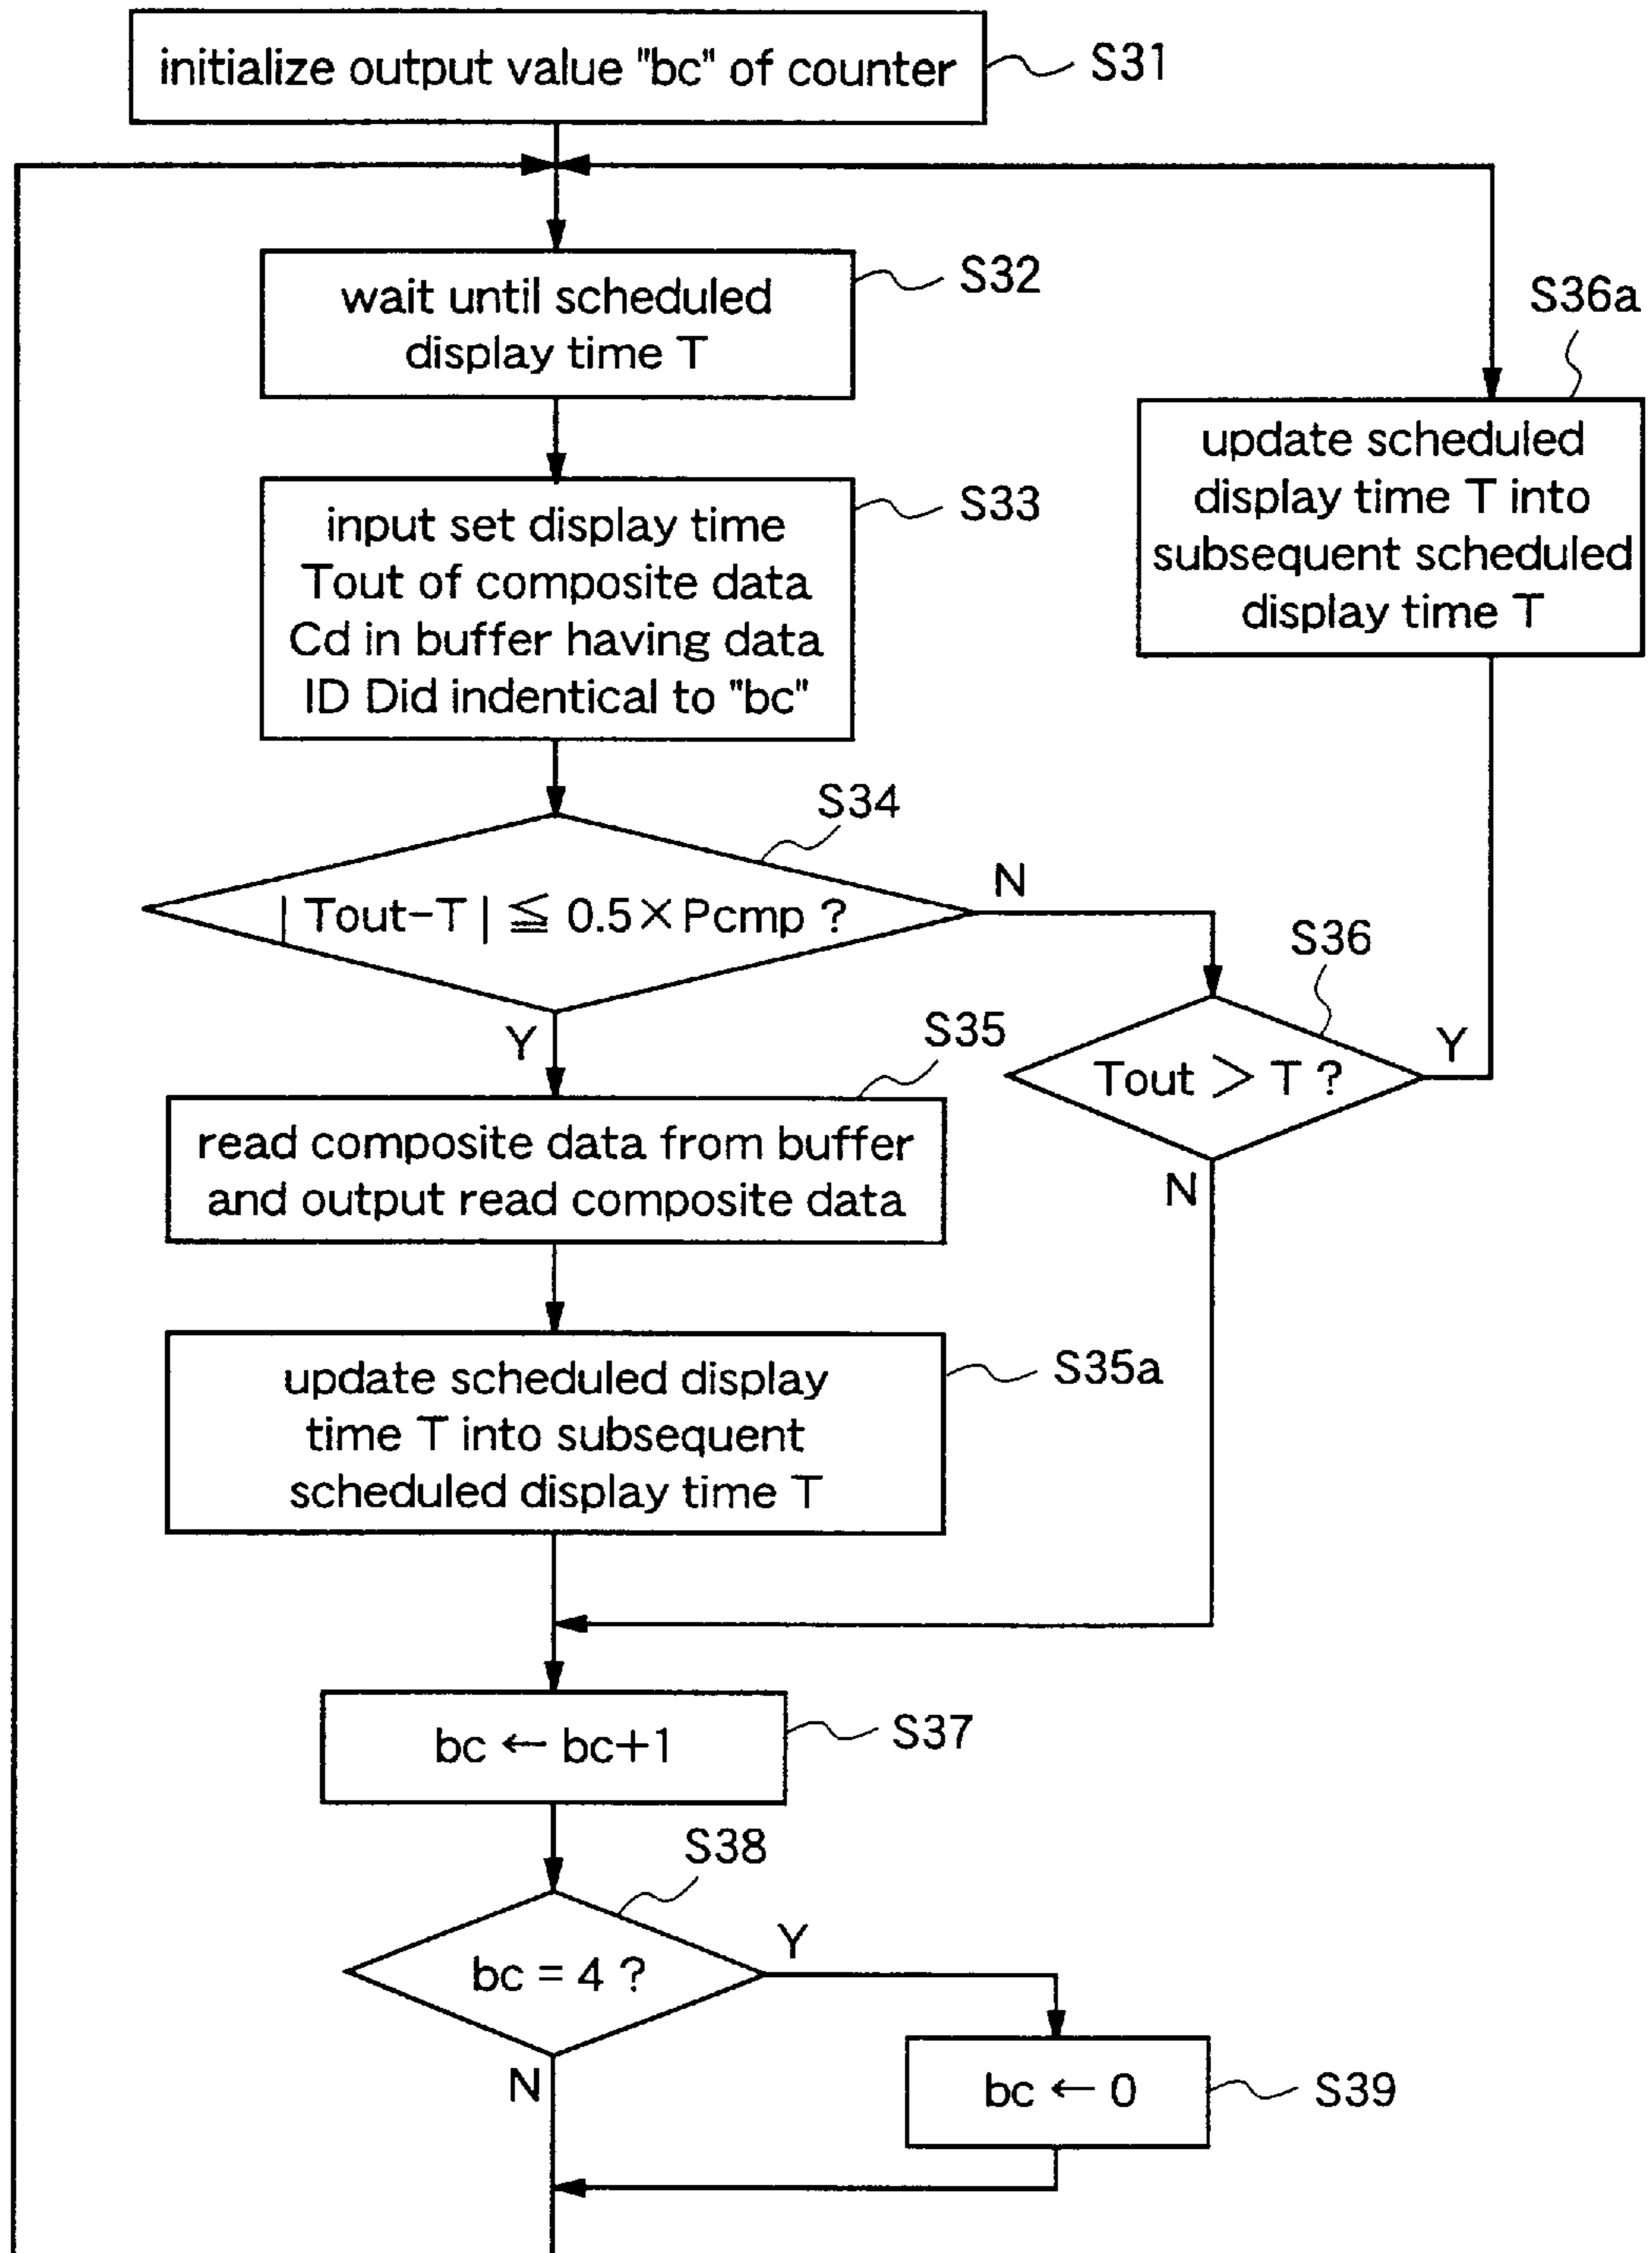 initialize output value "bc" of counter
S31
wait until scheduled
display time T
S32
S36a
update scheduled
display time T into
subsequent scheduled
display time T
input set display time
Tout of composite data
Cd in buffer having data
ID Did indentical to "bc"
S33
S34
| Tout-T | ≦ 0.5×Pcmp ?
N
Y
S36
Tout > T ?
Y
N
S35
read composite data from buffer
and output read composite data
update scheduled display
time T into subsequent
scheduled display time T
S35a
bc ← bc+1
S37
S38
bc = 4 ?
Y
N
bc ← 0
S39